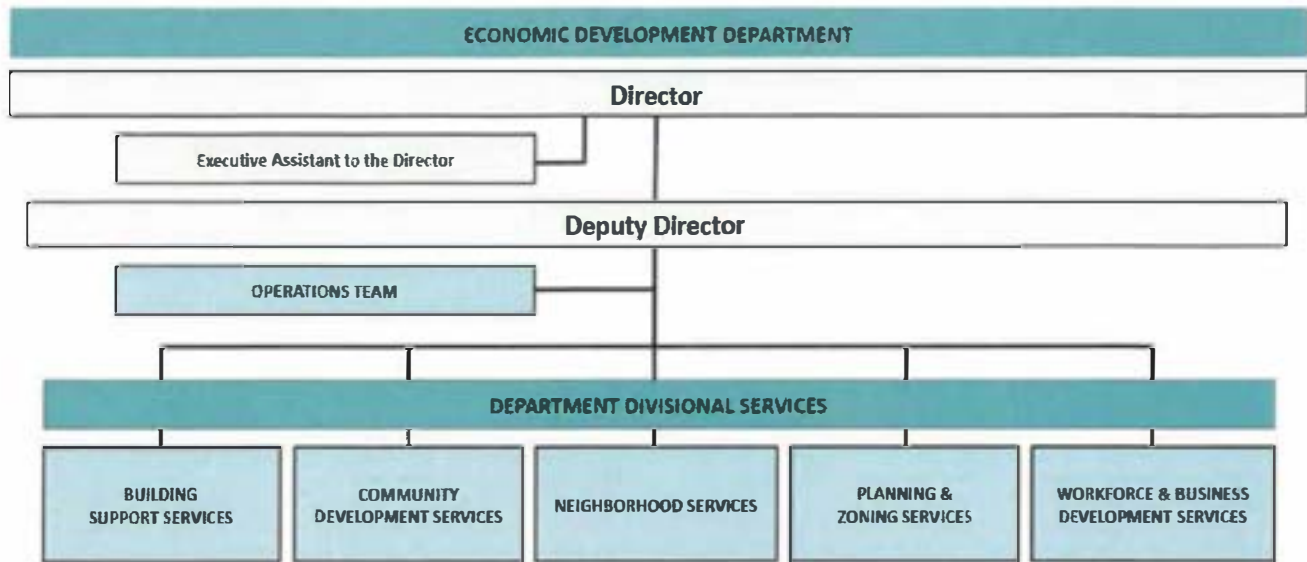 ECONOMIC DEVELOPMENT DEPARTMENT
Director
Executive Assistant to the Director
Deputy Director
OPERATIONS TEAM
DEPARTMENT DIVISIONAL SERVICES
BUILDING
SUPPORT SERVICES
COMMUNITY
DEVELOPMENT SERVICES
NEIGHBORHOOD SERVICES
PLANNING &
ZONING SERVICES
WORKFORCE & BUSINESS
DEVELOPMENT SERVICES